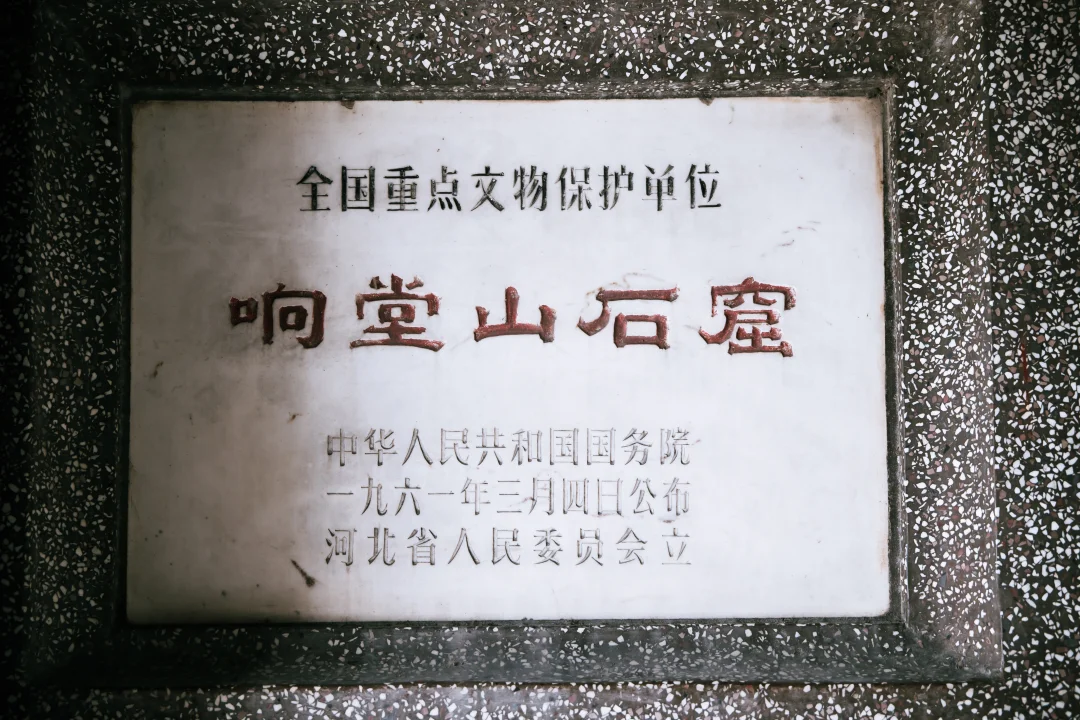 全国重点文物保护单位
响堂山石窟
中华人民共和国国务院
一九六一年三月四日公布
河北省人民委员会立